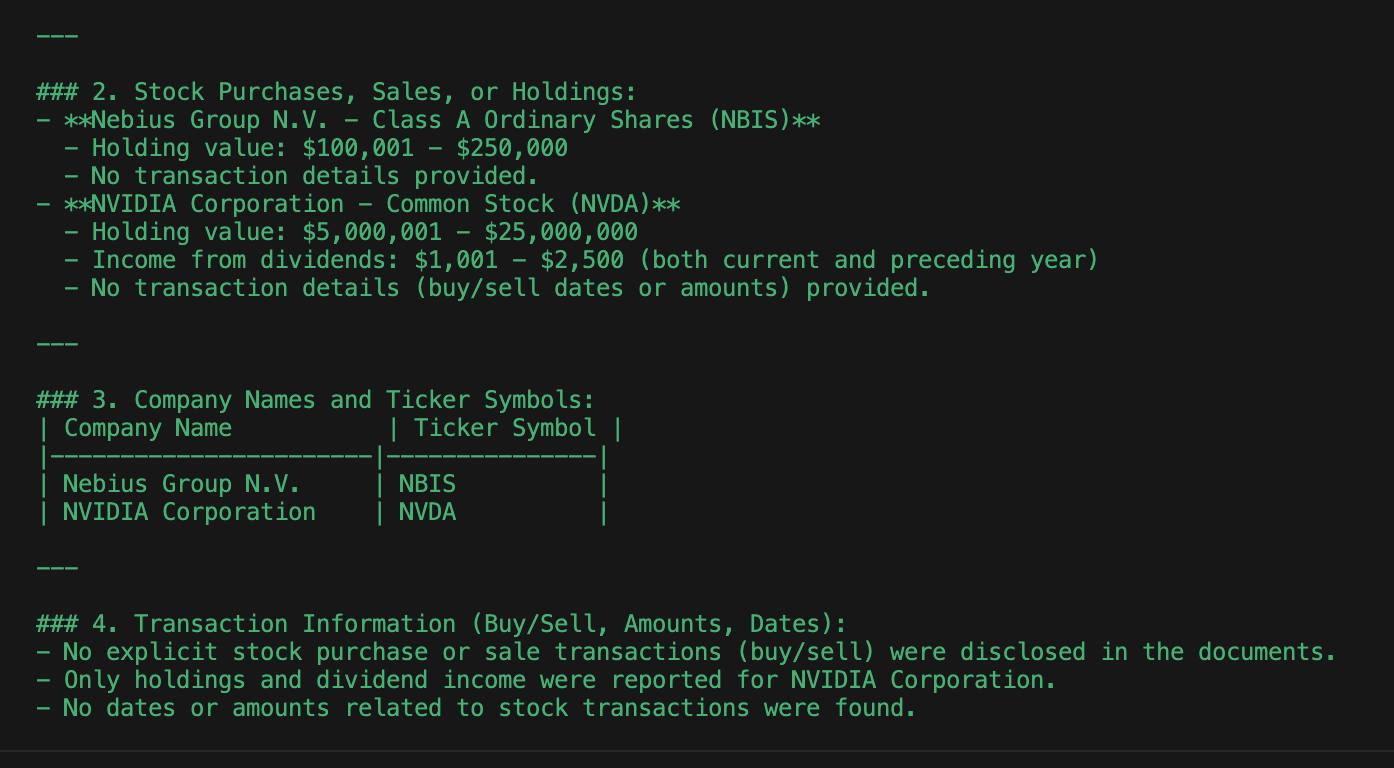 ---
### 2. Stock Purchases, Sales, or Holdings:
- **Nebius Group N.V. - Class A Ordinary Shares (NBIS)**
  - Holding value: $100,001 - $250,000
  - No transaction details provided.
- **NVIDIA Corporation - Common Stock (NVDA)**
  - Holding value: $5,000,001 - $25,000,000
  - Income from dividends: $1,001 - $2,500 (both current and preceding year)
  - No transaction details (buy/sell dates or amounts) provided.
---
### 3. Company Names and Ticker Symbols:
| Company Name           | Ticker Symbol |
|-----------------------|---------------|
| Nebius Group N.V.     | NBIS          |
| NVIDIA Corporation    | NVDA          |
---
### 4. Transaction Information (Buy/Sell, Amounts, Dates):
- No explicit stock purchase or sale transactions (buy/sell) were disclosed in the documents.
- Only holdings and dividend income were reported for NVIDIA Corporation.
- No dates or amounts related to stock transactions were found.